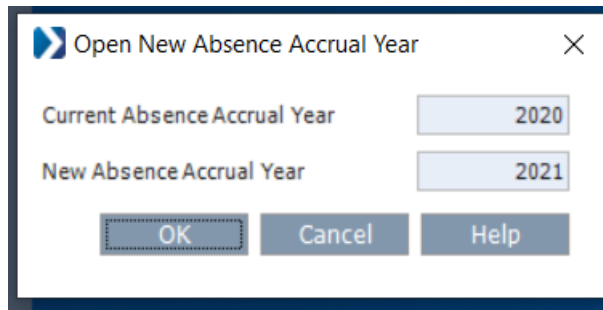 Open New Absence Accrual Year
Current Absence Accrual Year 2020
New Absence Accrual Year 2021
OK Cancel Help